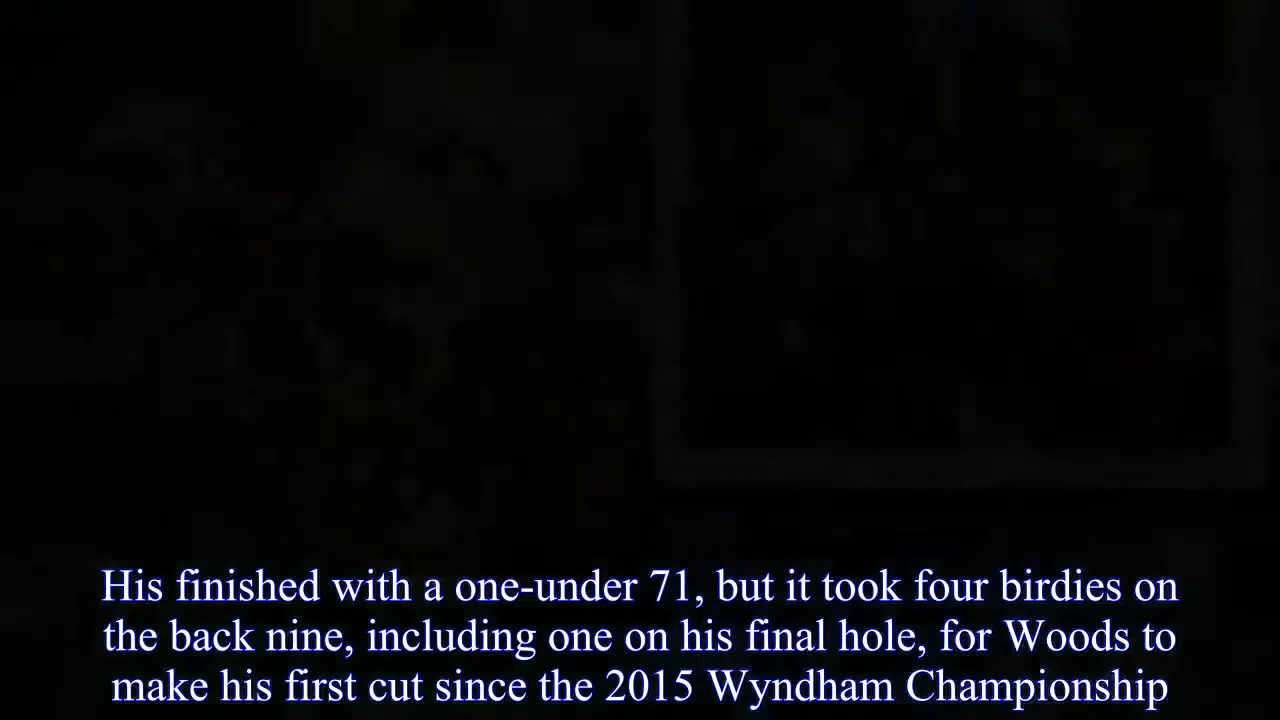 His finished with a one-under 71, but it took four birdies on
the back nine, including one on his final hole, for Woods to
make his first cut since the 2015 Wyndham Championship